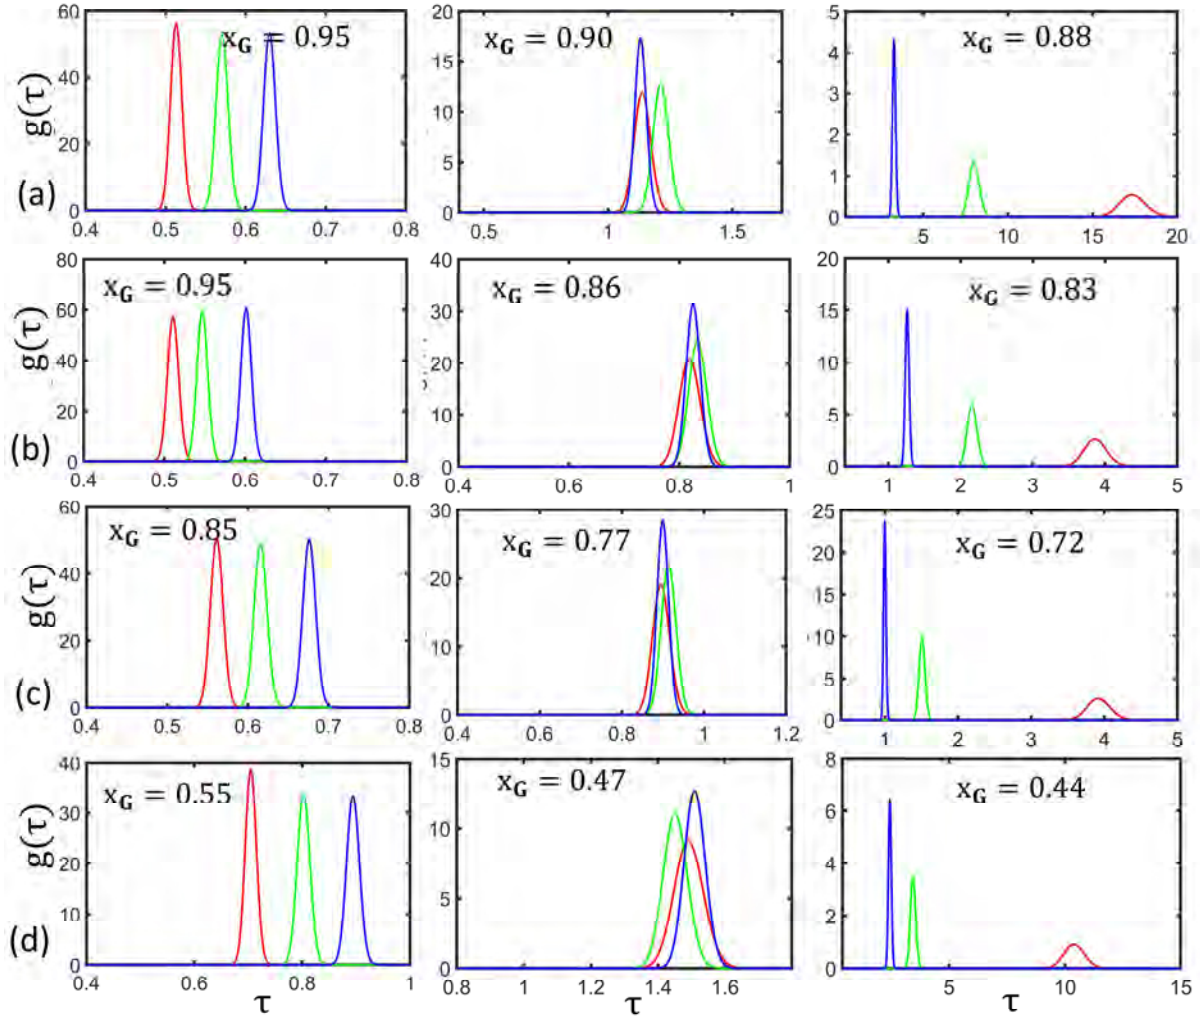 60
40
20
0
g(τ)
(a)
x_G = 0.95
0.4 0.5 0.6 0.7 0.8
20
15
10
5
0
x_G = 0.90
0.5 1 1.5
5
4
3
2
1
0
x_G = 0.88
5 10 15 20
80
60
40
20
0
g(τ)
(b)
x_G = 0.95
0.4 0.5 0.6 0.7 0.8
40
30
20
10
0
x_G = 0.86
0.4 0.6 0.8 1
20
15
10
5
0
x_G = 0.83
1 2 3 4 5
60
40
20
0
g(τ)
(c)
x_G = 0.85
0.4 0.5 0.6 0.7 0.8
30
20
10
0
x_G = 0.77
0.4 0.6 0.8 1 1.2
25
20
15
10
5
0
x_G = 0.72
1 2 3 4 5
40
30
20
10
0
g(τ)
(d)
x_G = 0.55
0.4 0.6 0.8 1
τ
15
10
5
0
x_G = 0.47
0.8 1 1.2 1.4 1.6
τ
8
6
4
2
0
x_G = 0.44
5 10 15
τ